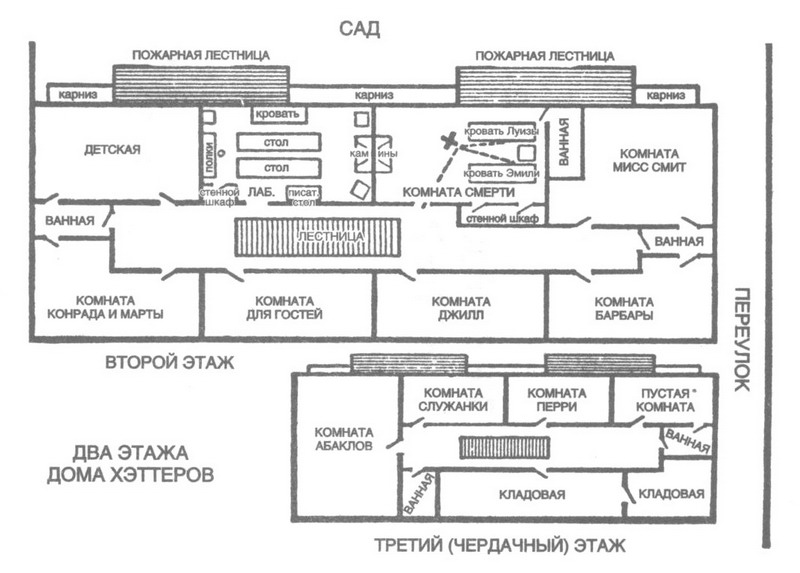 САД
ПОЖАРНАЯ ЛЕСТНИЦА
ПОЖАРНАЯ ЛЕСТНИЦА
карниз
карниз
карниз
ДЕТСКАЯ
полки
кровать
стол
стол
стенной
шкаф
ЛАБ.
писат.
стол
камины
кровать Луизы
кровать Эмили
КОМНАТА СМЕРТИ
стенной шкаф
ВАННАЯ
КОМНАТА
МИСС СМИТ
ВАННАЯ
ЛЕСТНИЦА
ВАННАЯ
КОМНАТА
КОНРАДА И МАРТЫ
КОМНАТА
ДЛЯ ГОСТЕЙ
КОМНАТА
ДЖИЛЛ
КОМНАТА
БАРБАРЫ
ПЕРЕУЛОК
ВТОРОЙ ЭТАЖ
ДВА ЭТАЖА
ДОМА ХЭТТЕРОВ
КОМНАТА
АБАКЛОВ
КОМНАТА
СЛУЖАНКИ
КОМНАТА
ПЕРРИ
ПУСТАЯ
КОМНАТА
ВАННАЯ
ВАННАЯ
КЛАДОВАЯ
КЛАДОВАЯ
ТРЕТИЙ (ЧЕРДАЧНЫЙ) ЭТАЖ